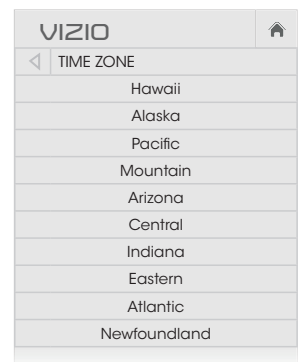 VIZIO
TIME ZONE
Hawaii
Alaska
Pacific
Mountain
Arizona
Central
Indiana
Eastern
Atlantic
Newfoundland